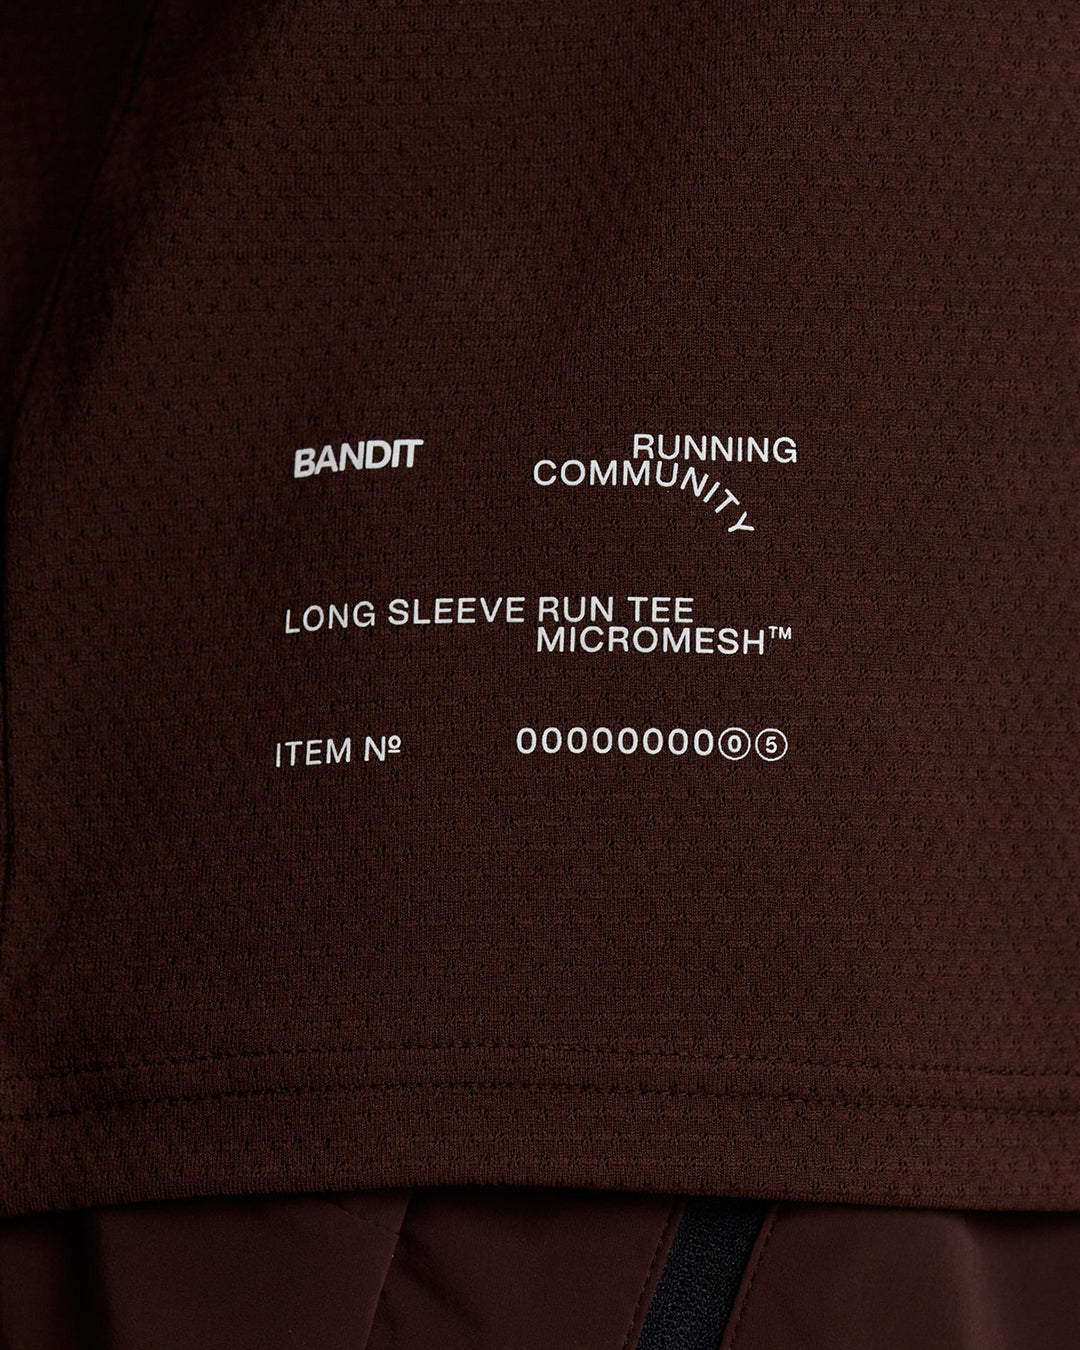 BANDIT
RUNNING
COMMUNITY
LONG SLEEVE RUN TEE
MICROMESH™
ITEM Nº
00000000⓪⑤